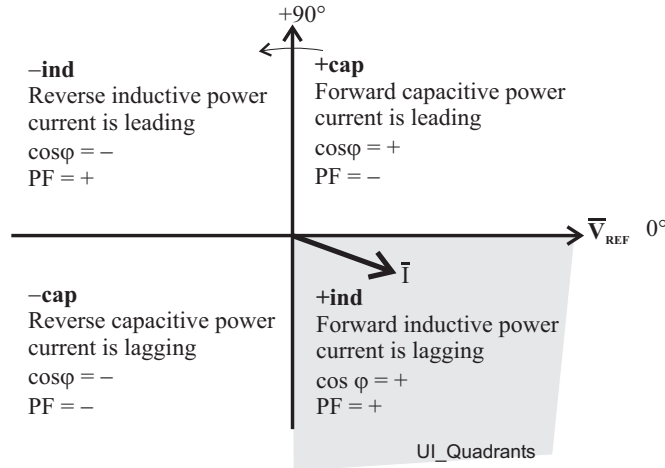 +90°
–ind
Reverse inductive power
current is leading
cosφ = –
PF = +
+cap
Forward capacitive power
current is leading
cosφ = +
PF = –
V̅REF 0°
I̅
–cap
Reverse capacitive power
current is lagging
cosφ = –
PF = –
+ind
Forward inductive power
current is lagging
cos φ = +
PF = +
UI_Quadrants